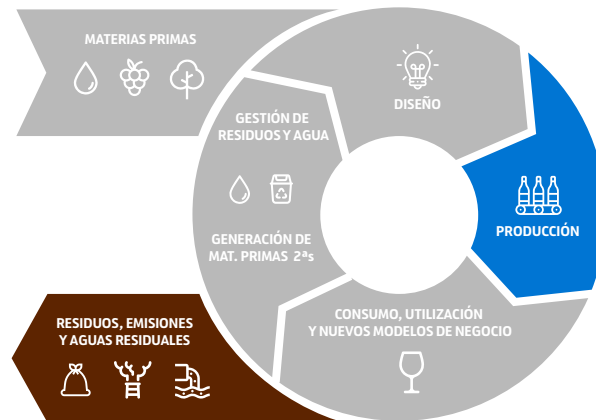 MATERIAS PRIMAS
DISEÑO
GESTIÓN DE
RESIDUOS Y AGUA
PRODUCCIÓN
GENERACIÓN DE
MAT. PRIMAS 2ªs
CONSUMO, UTILIZACIÓN
Y NUEVOS MODELOS DE NEGOCIO
RESIDUOS, EMISIONES
Y AGUAS RESIDUALES